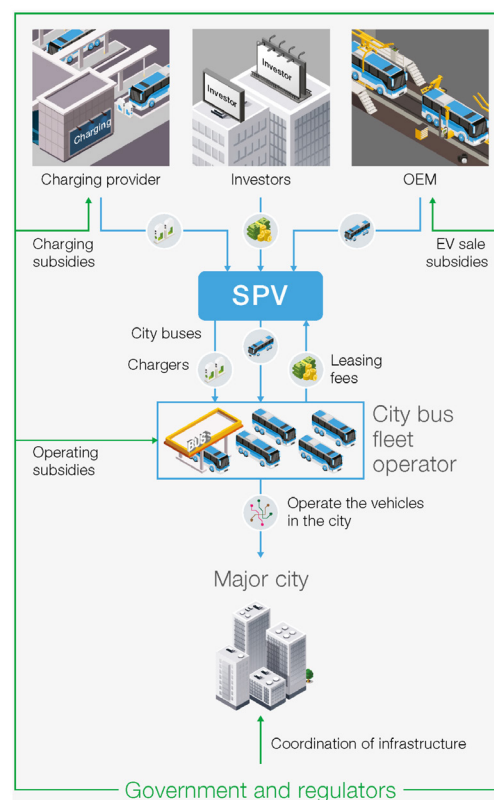 Investor
Investor
Charging
Charging provider
Investors
OEM
Charging
subsidies
EV sale
subsidies
SPV
City buses
Chargers
Leasing
fees
BUS
City bus
fleet
operator
Operating
subsidies
Operate the vehicles
in the city
Major city
Coordination of infrastructure
Government and regulators